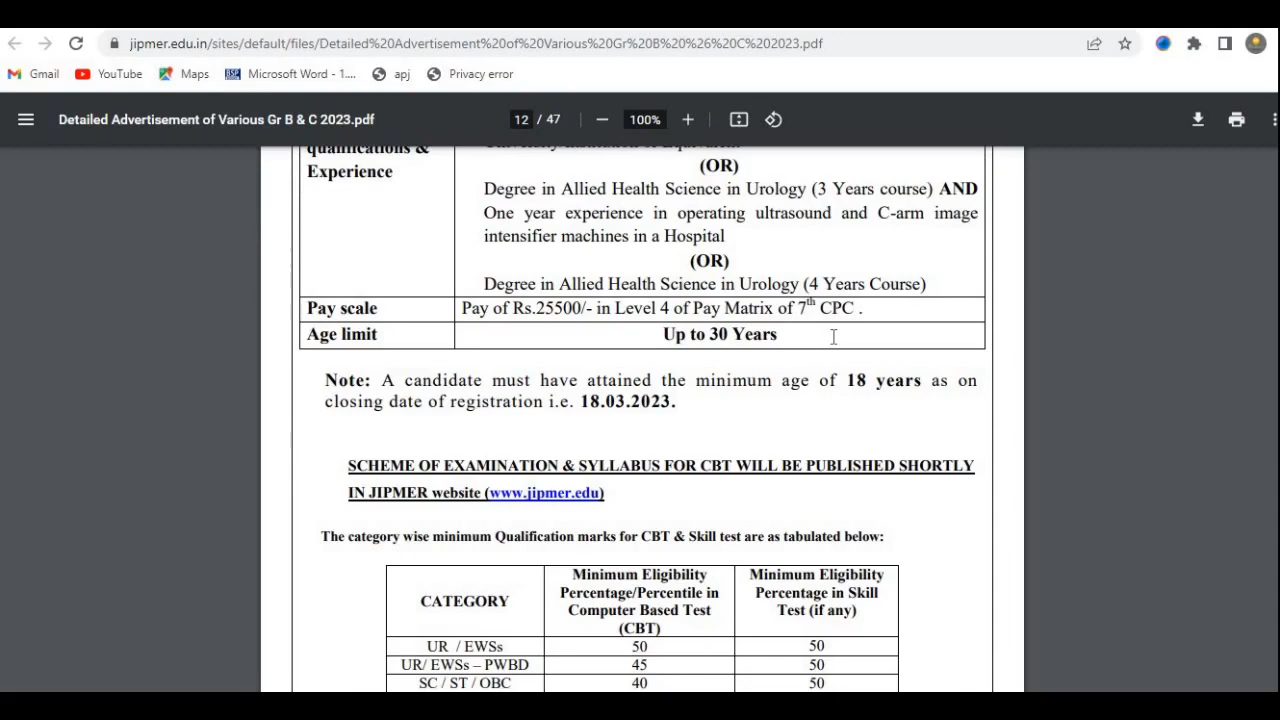 jipmer.edu.in/sites/default/files/Detailed%20Advertisement%20of%20Various%20Gr%20B%20%26%20C%202023.pdf
Gmail YouTube Maps BSP Microsoft Word - 1.... apj Privacy error
Detailed Advertisement of Various Gr B & C 2023.pdf 12 / 47 100%
qualifications &
Experience
(OR)
Degree in Allied Health Science in Urology (3 Years course) AND
One year experience in operating ultrasound and C-arm image
intensifier machines in a Hospital
(OR)
Degree in Allied Health Science in Urology (4 Years Course)
Pay scale Pay of Rs.25500/- in Level 4 of Pay Matrix of 7th CPC .
Age limit Up to 30 Years
Note: A candidate must have attained the minimum age of 18 years as on
closing date of registration i.e. 18.03.2023.
SCHEME OF EXAMINATION & SYLLABUS FOR CBT WILL BE PUBLISHED SHORTLY
IN JIPMER website (www.jipmer.edu)
The category wise minimum Qualification marks for CBT & Skill test are as tabulated below:
CATEGORY
Minimum Eligibility
Percentage/Percentile in
Computer Based Test
(CBT)
Minimum Eligibility
Percentage in Skill
Test (if any)
UR / EWSs 50 50
UR/ EWSs – PWBD 45 50
SC / ST / OBC 40 50